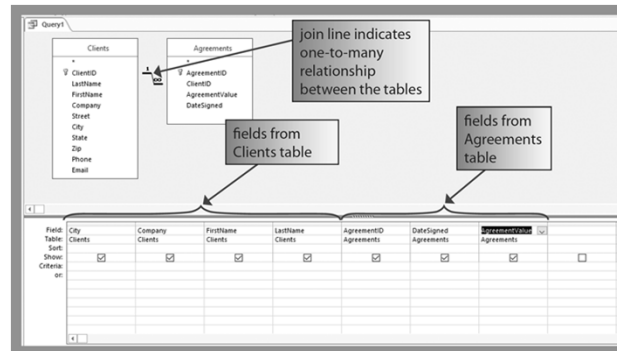 Query1
Clients
*
ClientID
LastName
FirstName
Company
Street
City
State
Zip
Phone
Email
1
∞
Agreements
*
AgreementID
ClientID
AgreementValue
DateSigned
join line indicates
one-to-many
relationship
between the tables
fields from
Clients table
fields from
Agreements
table
Field: City Company FirstName LastName AgreementID DateSigned AgreementValue
Table: Clients Clients Clients Clients Agreements Agreements Agreements
Sort:
Show:
Criteria:
or: